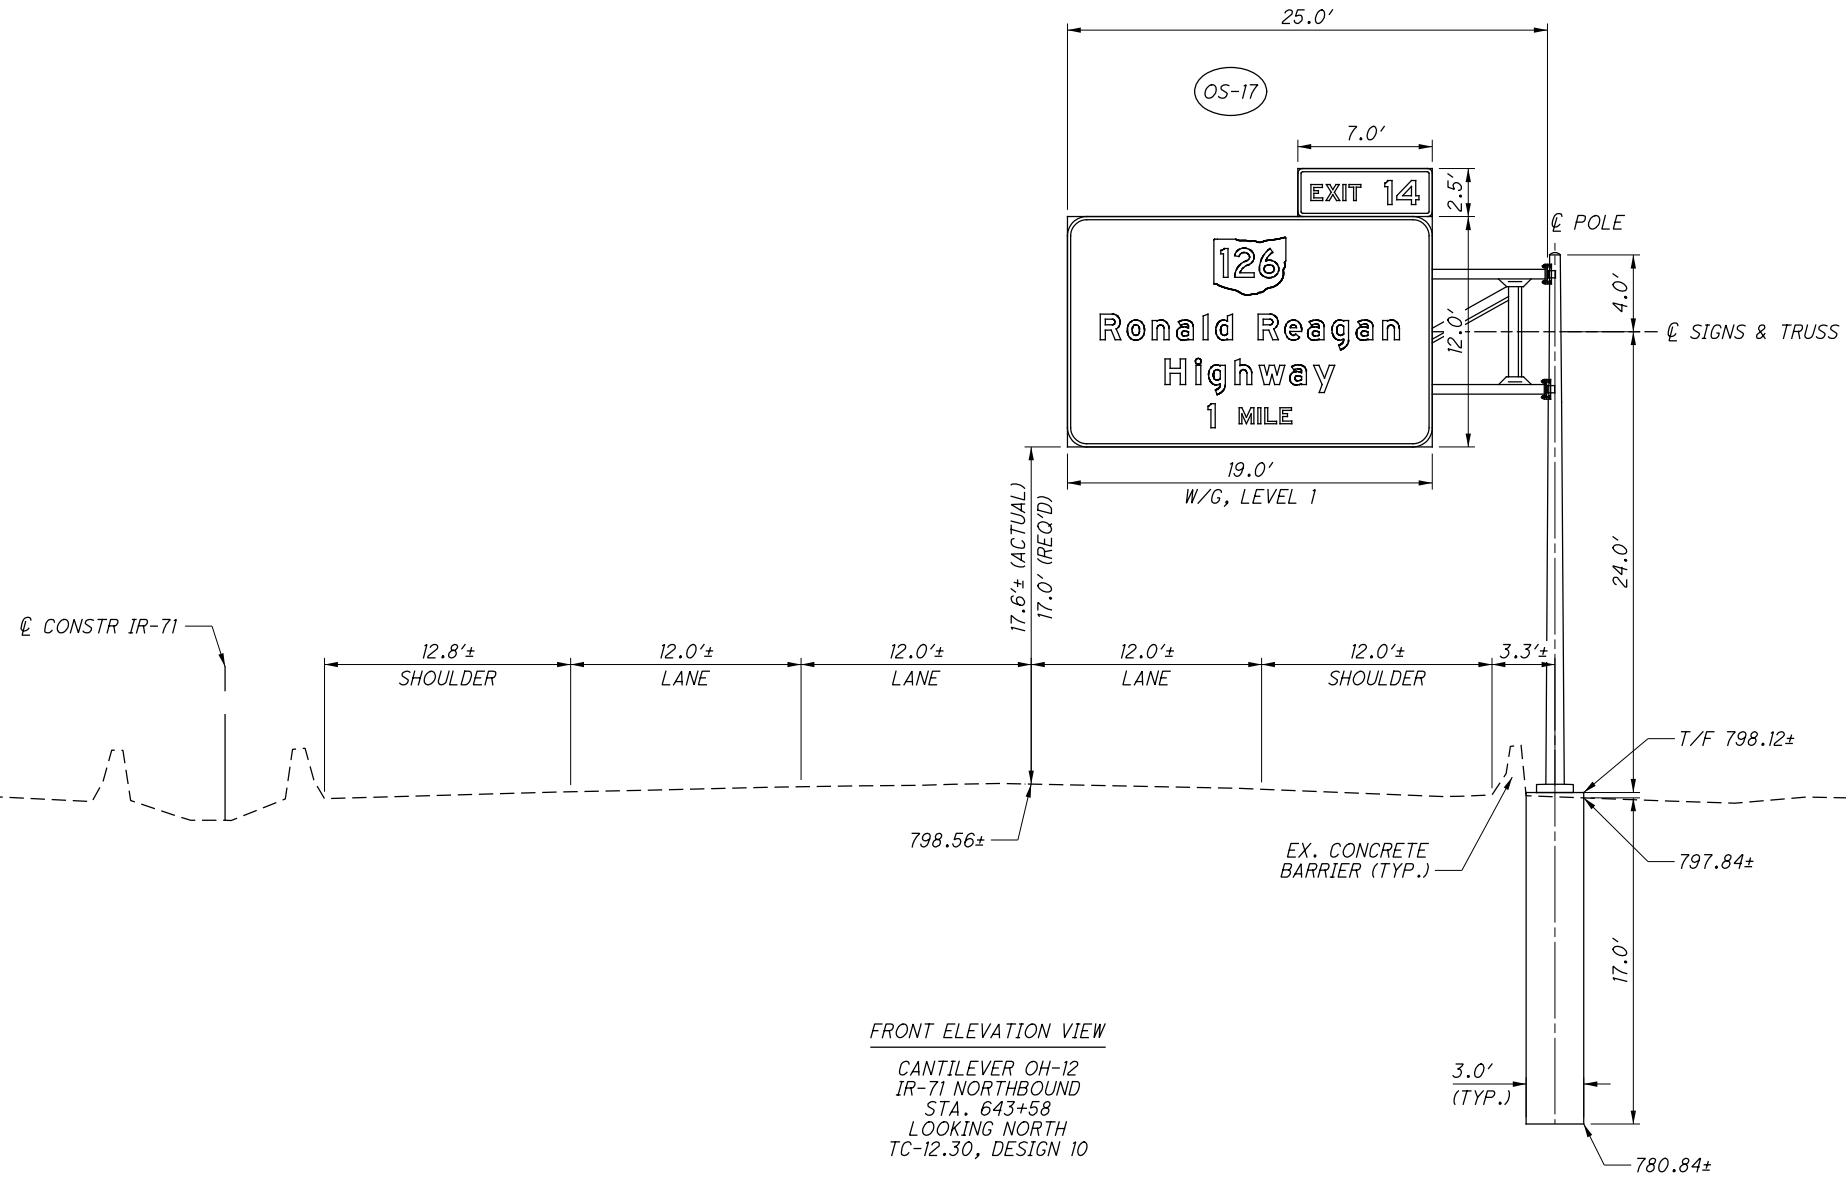 25.0'
OS-17
7.0'
EXIT 14
2.5'
℄ POLE
126
4.0'
Ronald Reagan
Highway
1 MILE
12.0'
℄ SIGNS & TRUSS
19.0'
W/G, LEVEL 1
17.6'± (ACTUAL)
17.0' (REQ'D)
24.0'
℄ CONSTR IR-71
12.8'±
SHOULDER
12.0'±
LANE
12.0'±
LANE
12.0'±
LANE
12.0'±
SHOULDER
3.3'±
T/F 798.12±
798.56±
EX. CONCRETE
BARRIER (TYP.)
797.84±
17.0'
FRONT ELEVATION VIEW
CANTILEVER OH-12
IR-71 NORTHBOUND
STA. 643+58
LOOKING NORTH
TC-12.30, DESIGN 10
3.0'
(TYP.)
780.84±